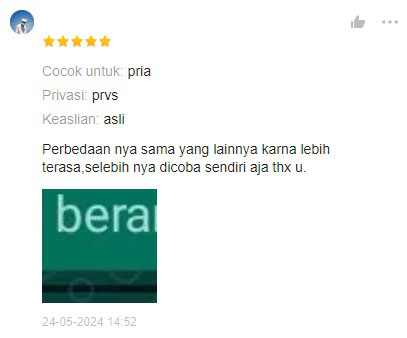 Cocok untuk: pria
Privasi: prvs
Keaslian: asli
Perbedaan nya sama yang lainnya karna lebih
terasa,selebih nya dicoba sendiri aja thx u.
24-05-2024 14:52